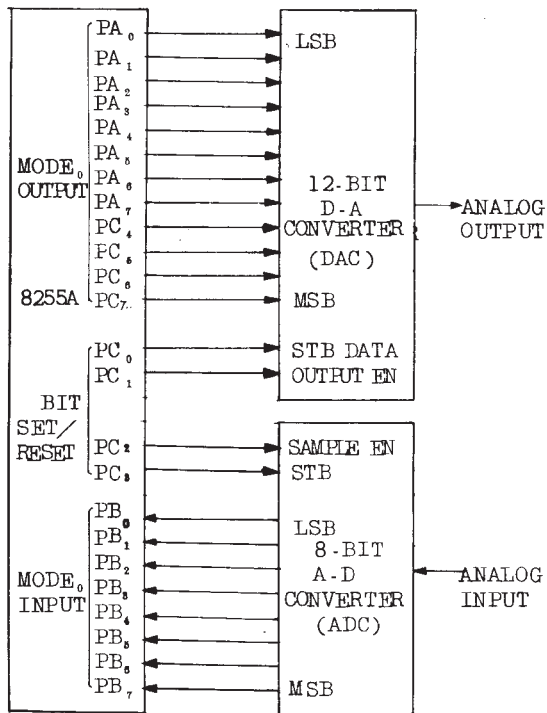 PA₀
PA₁
PA₂
PA₃
PA₄
PA₅
PA₆
PA₇
PC₄
PC₅
PC₆
PC₇
MODE₀
OUTPUT
8255A
PC₀
PC₁
BIT
SET/
RESET
PC₂
PC₃
PB₀
PB₁
PB₂
PB₃
PB₄
PB₅
PB₆
PB₇
MODE₀
INPUT
LSB
12-BIT
D-A
CONVERTER
(DAC)
MSB
STB DATA
OUTPUT EN
ANALOG
OUTPUT
SAMPLE EN
STB
LSB
8-BIT
A-D
CONVERTER
(ADC)
MSB
ANALOG
INPUT